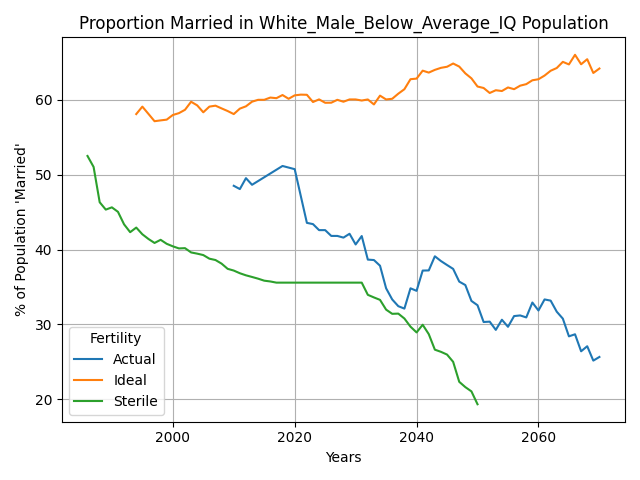 Proportion Married in White_Male_Below_Average_IQ Population
% of Population 'Married'
60
50
40
30
20
Fertility
Actual
Ideal
Sterile
2000 2020 2040 2060
Years